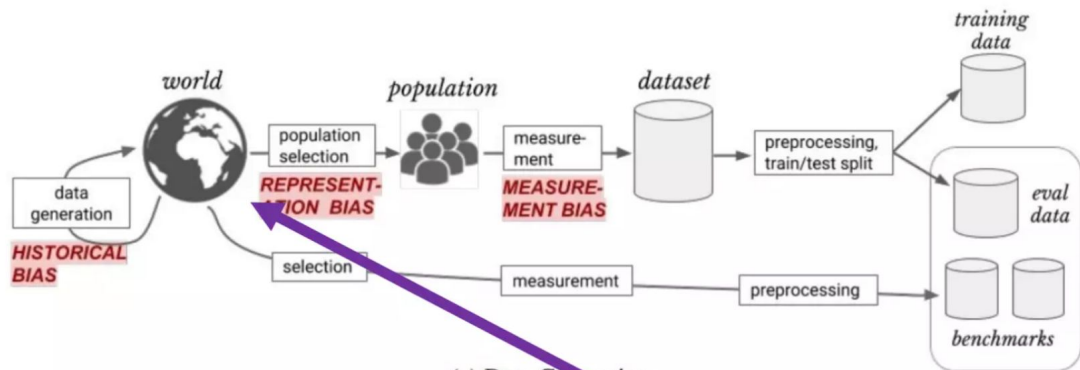 training
data
world
population
dataset
population
selection
measure-
ment
preprocessing,
train/test split
REPRESENT-
ATION BIAS
MEASURE-
MENT BIAS
data
generation
eval
data
HISTORICAL
BIAS
selection
measurement
preprocessing
benchmarks